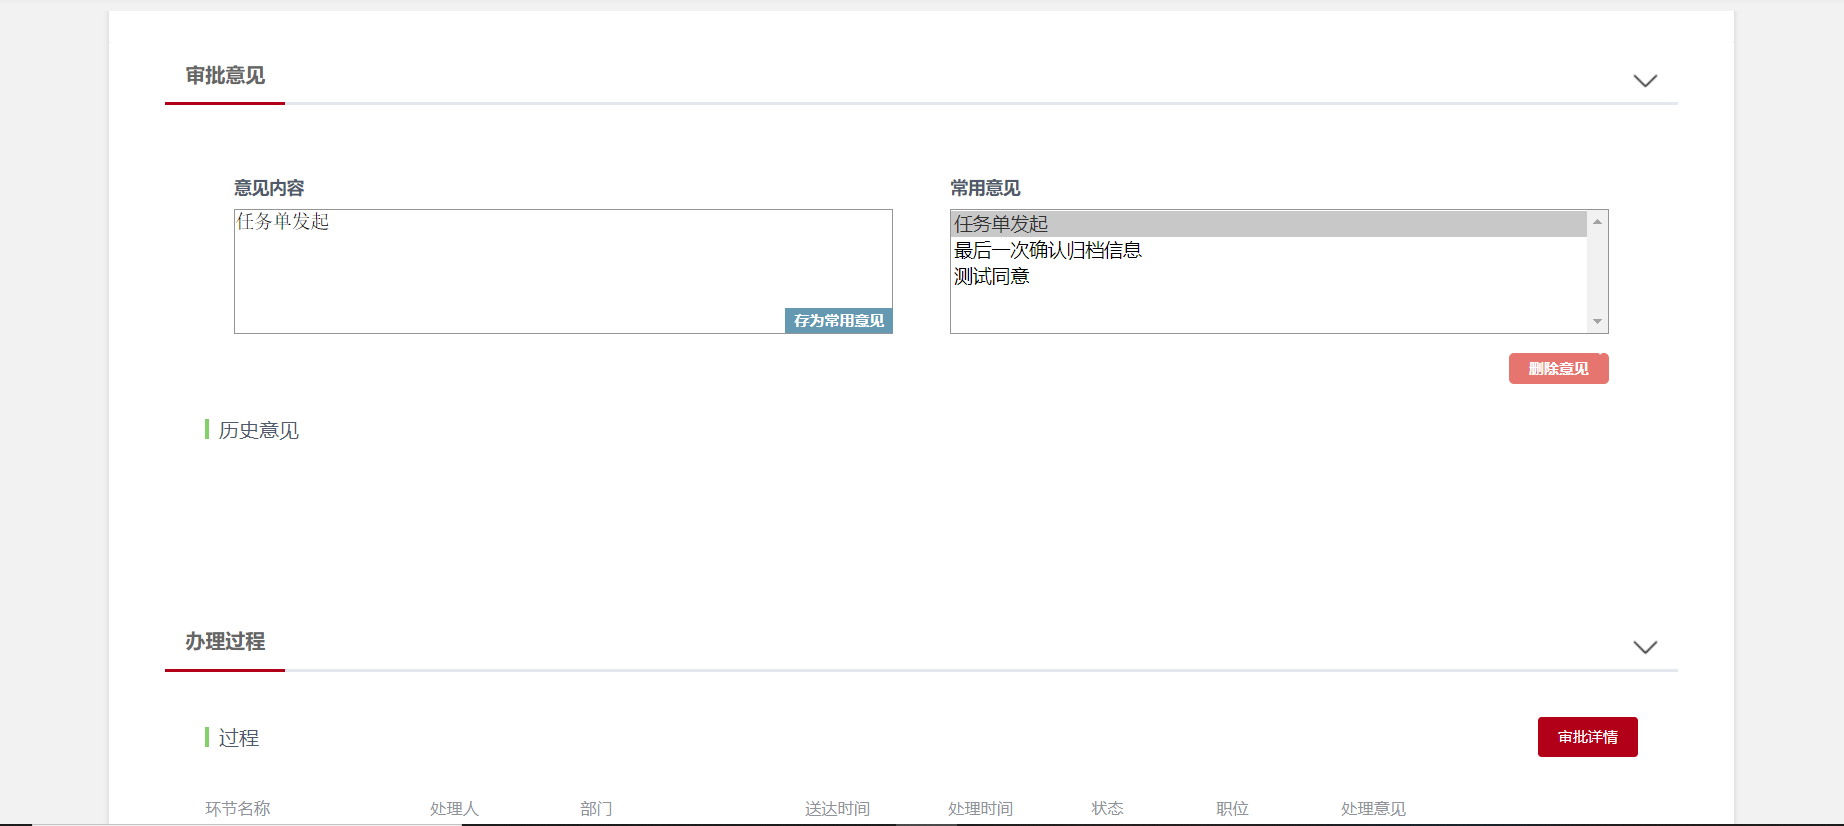 审批意见
意见内容
任务单发起
存为常用意见
常用意见
任务单发起
最后一次确认归档信息
测试同意
删除意见
历史意见
办理过程
过程
审批详情
环节名称 处理人 部门 送达时间 处理时间 状态 职位 处理意见